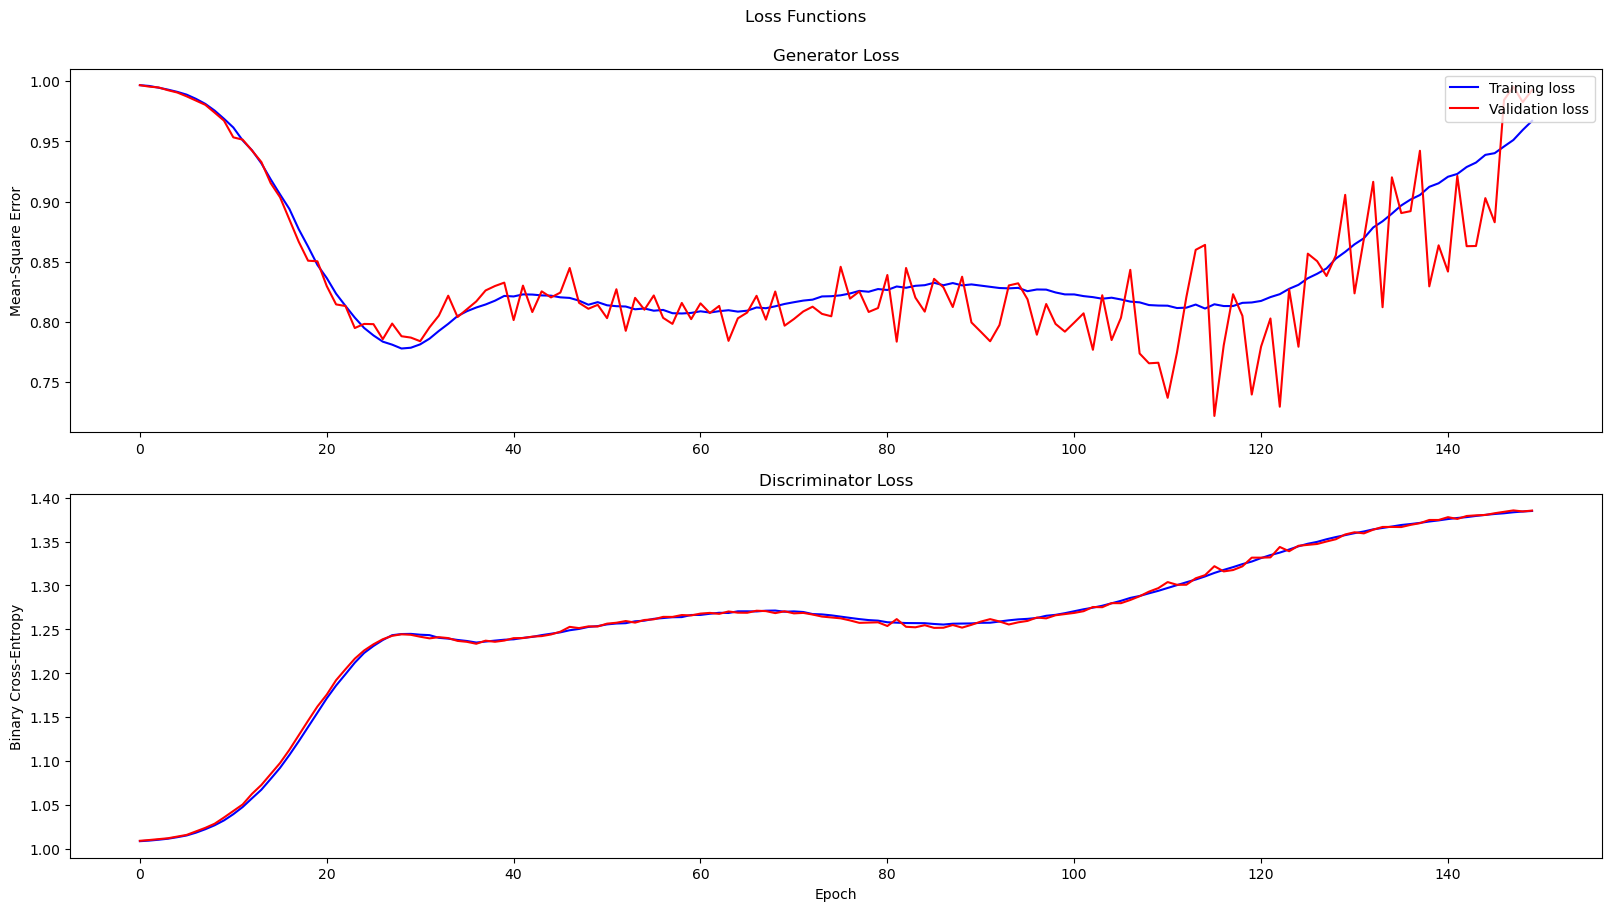 Loss Functions
Generator Loss
Mean-Square Error
1.00
0.95
0.90
0.85
0.80
0.75
Training loss
Validation loss
0 20 40 60 80 100 120 140
Discriminator Loss
Binary Cross-Entropy
1.40
1.35
1.30
1.25
1.20
1.15
1.10
1.05
1.00
0 20 40 60 80 100 120 140
Epoch